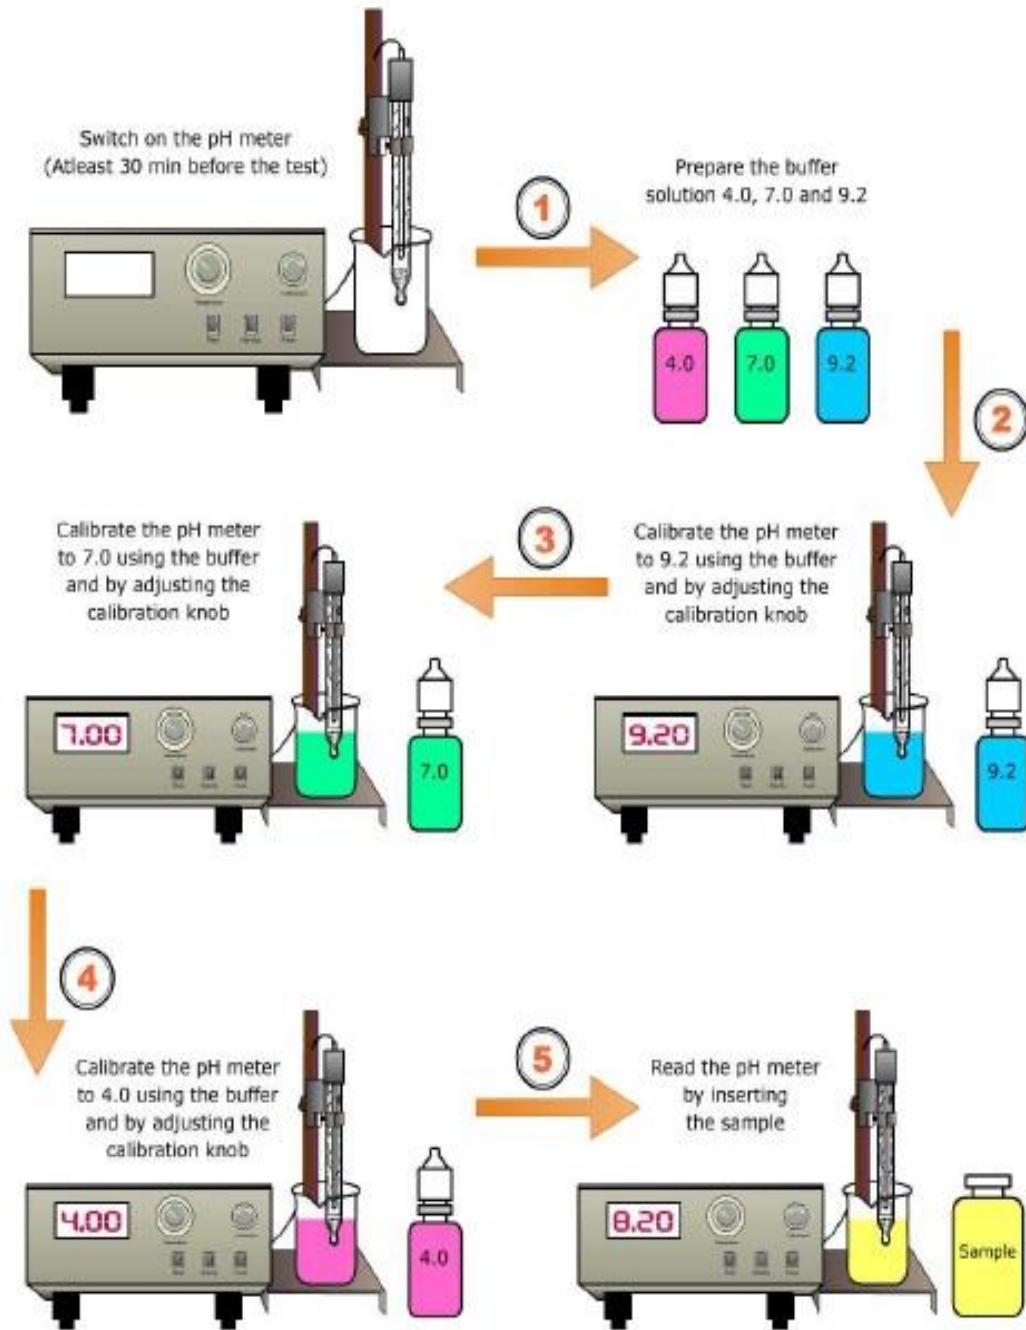 Switch on the pH meter
(Atleast 30 min before the test)
1
Prepare the buffer
solution 4.0, 7.0 and 9.2
4.0
7.0
9.2
2
Calibrate the pH meter
to 9.2 using the buffer
and by adjusting the
calibration knob
9.20
9.2
3
Calibrate the pH meter
to 7.0 using the buffer
and by adjusting the
calibration knob
7.00
7.0
4
Calibrate the pH meter
to 4.0 using the buffer
and by adjusting the
calibration knob
4.00
4.0
5
Read the pH meter
by inserting
the sample
8.20
Sample